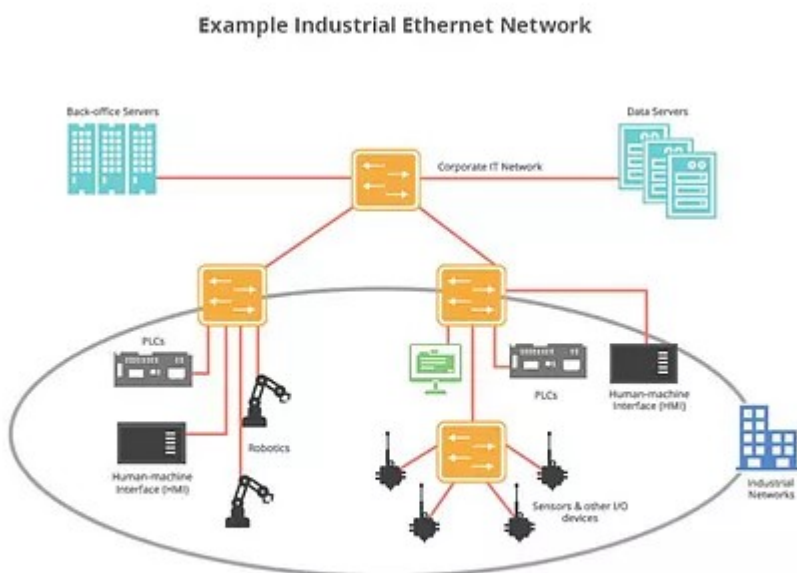 Example Industrial Ethernet Network
Back-office Servers
Data Servers
Corporate IT Network
PLCs
Human-machine
Interface (HMI)
Robotics
PLCs
Human-machine
Interface (HMI)
Sensors & other I/O
devices
Industrial
Networks